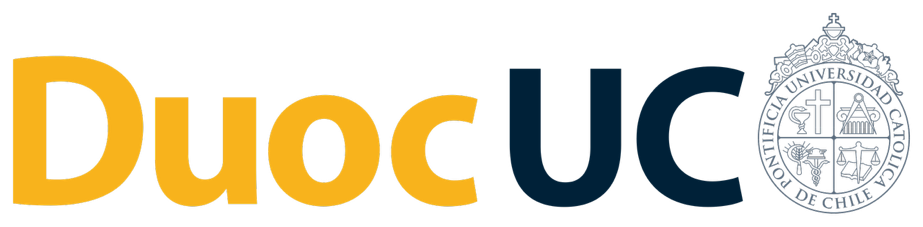 Duoc UC
PONTIFICIA UNIVERSIDAD CATOLICA DE CHILE